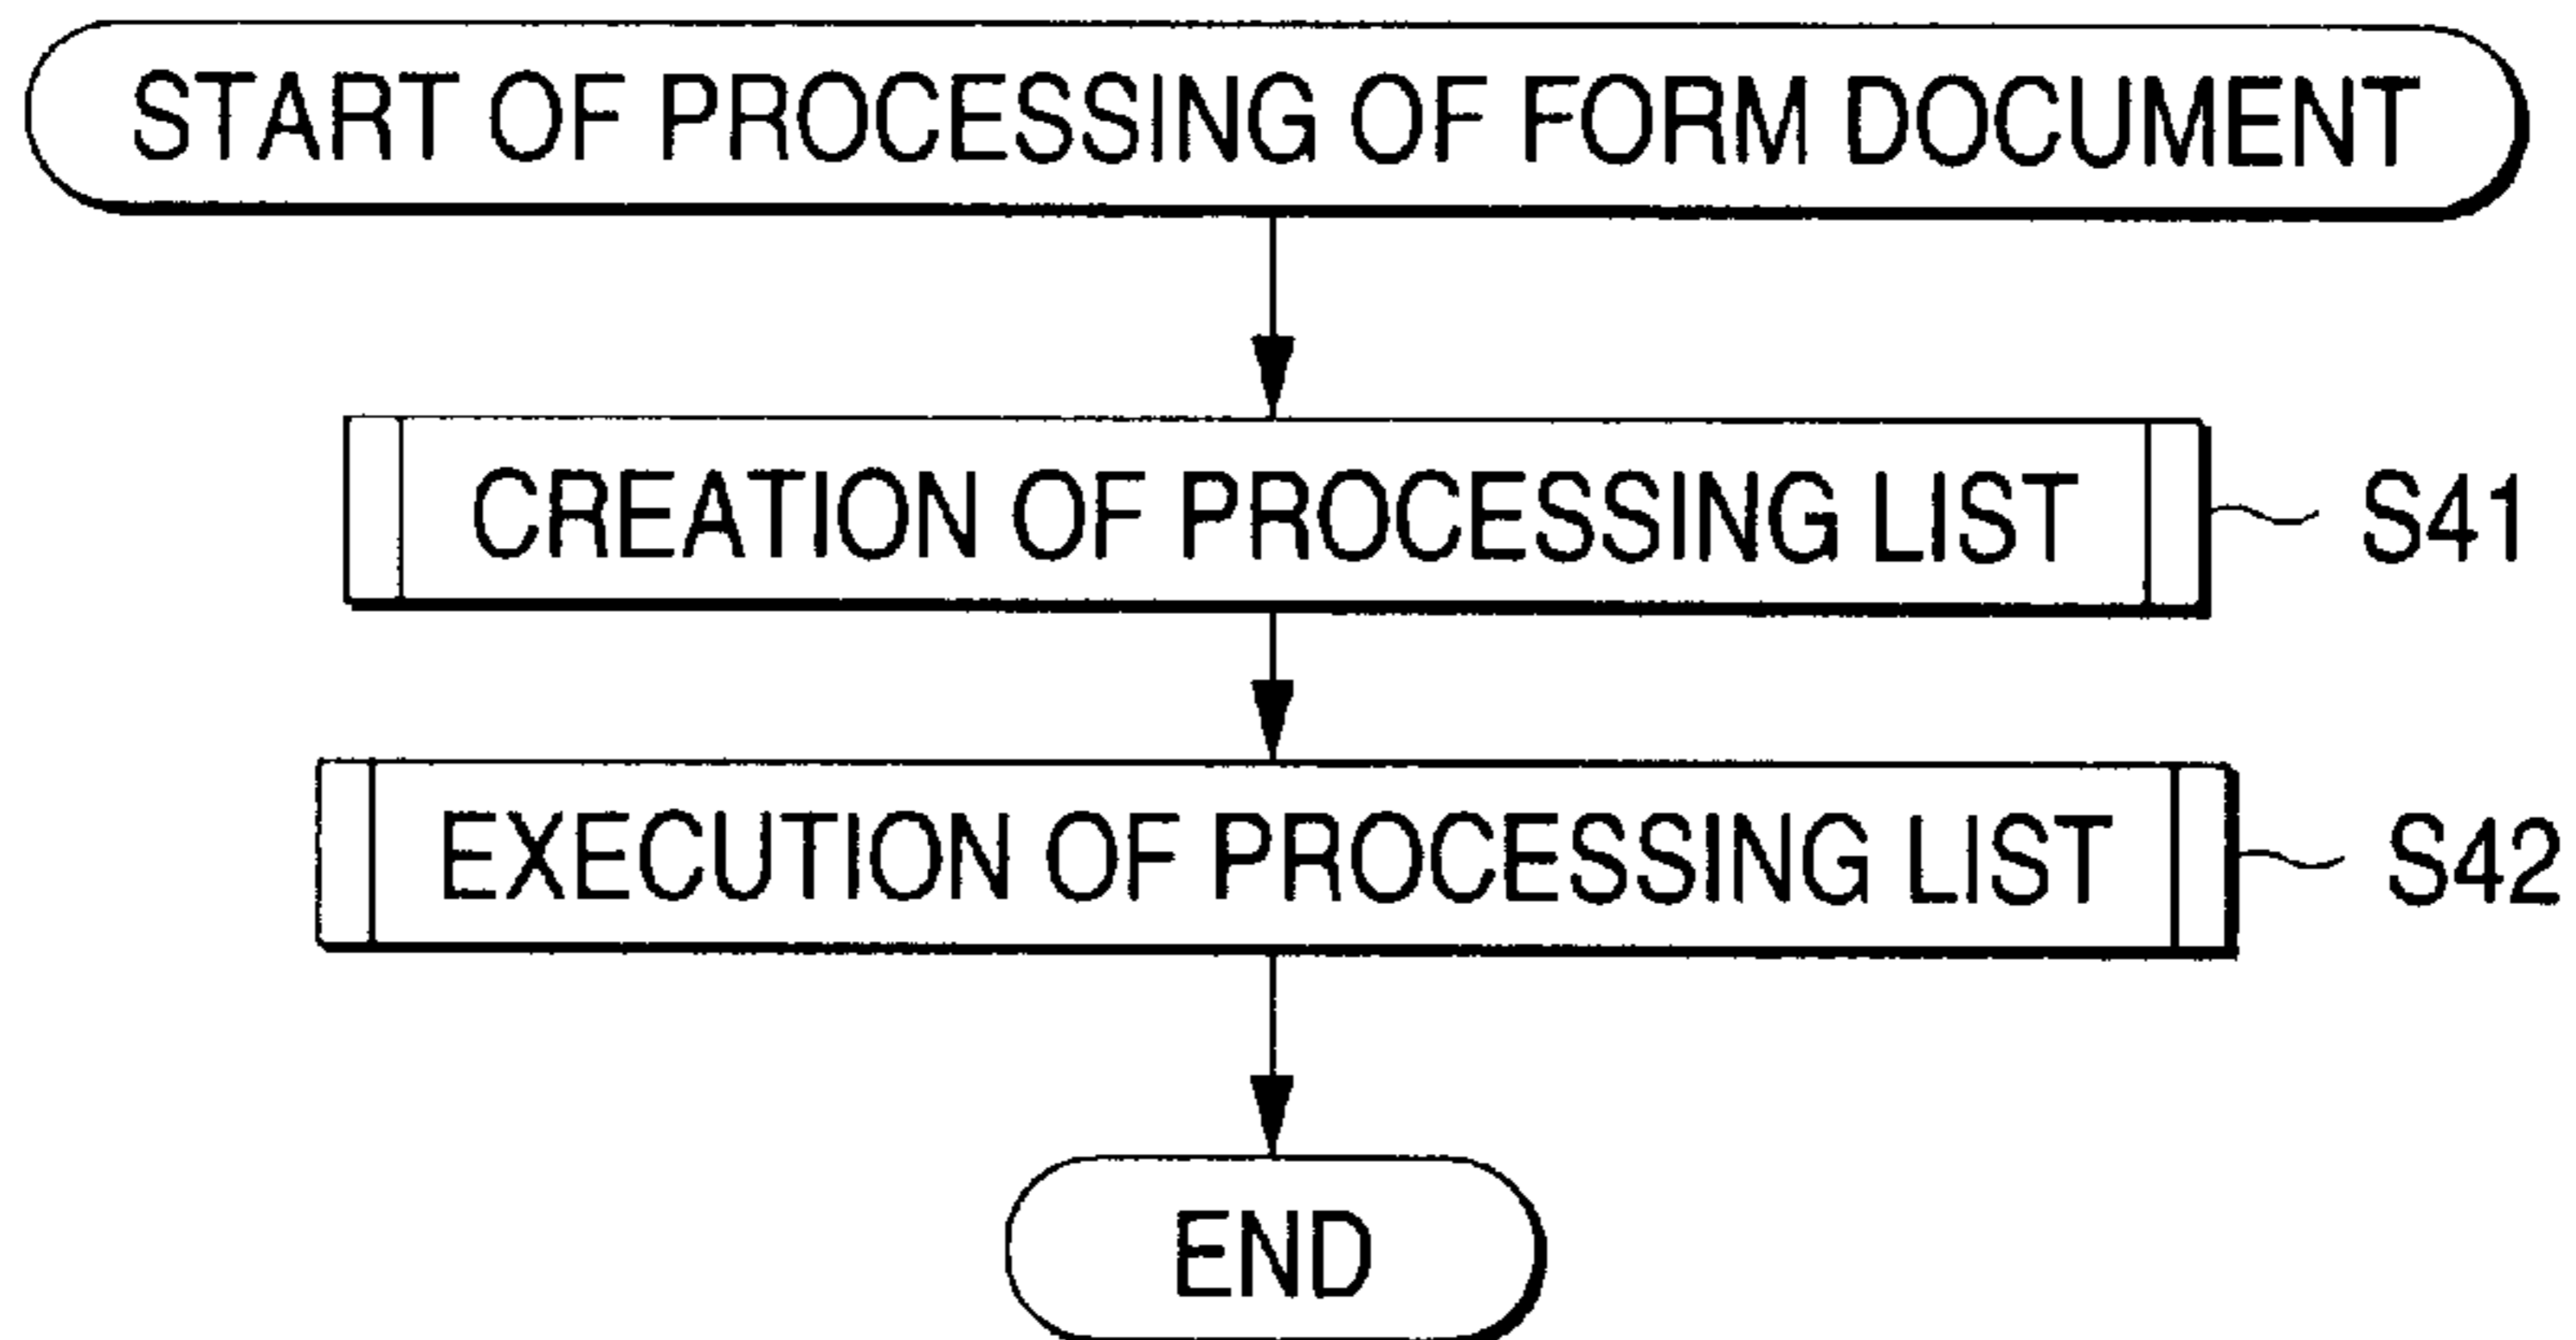 START OF PROCESSING OF FORM DOCUMENT
CREATION OF PROCESSING LIST S41
EXECUTION OF PROCESSING LIST S42
END